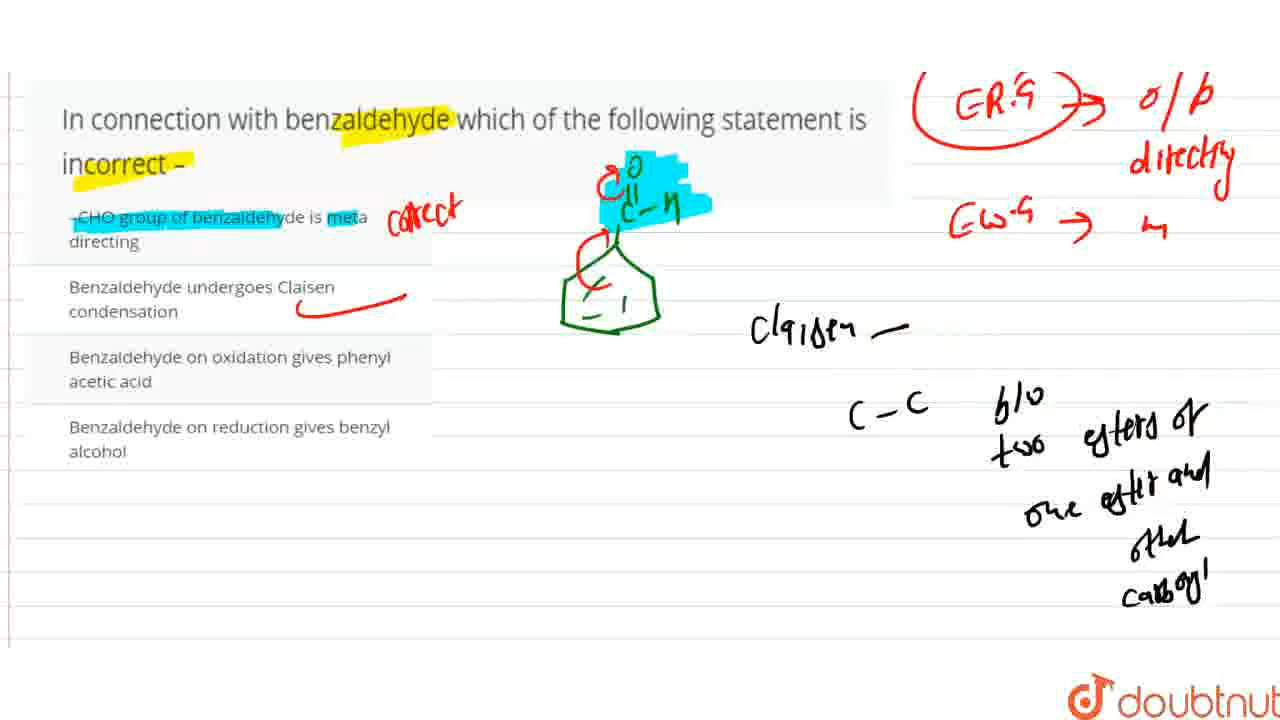 In connection with benzaldehyde which of the following statement is
incorrect –
-CHO group of benzaldehyde is meta
directing
correct
Benzaldehyde undergoes Claisen
condensation
Benzaldehyde on oxidation gives phenyl
acetic acid
Benzaldehyde on reduction gives benzyl
alcohol
O
C – H
ERG → o/p
directing
EWG → m
Claisen –
C – C b/w
two esters or
one ester and
other
carbonyl
doubtnut